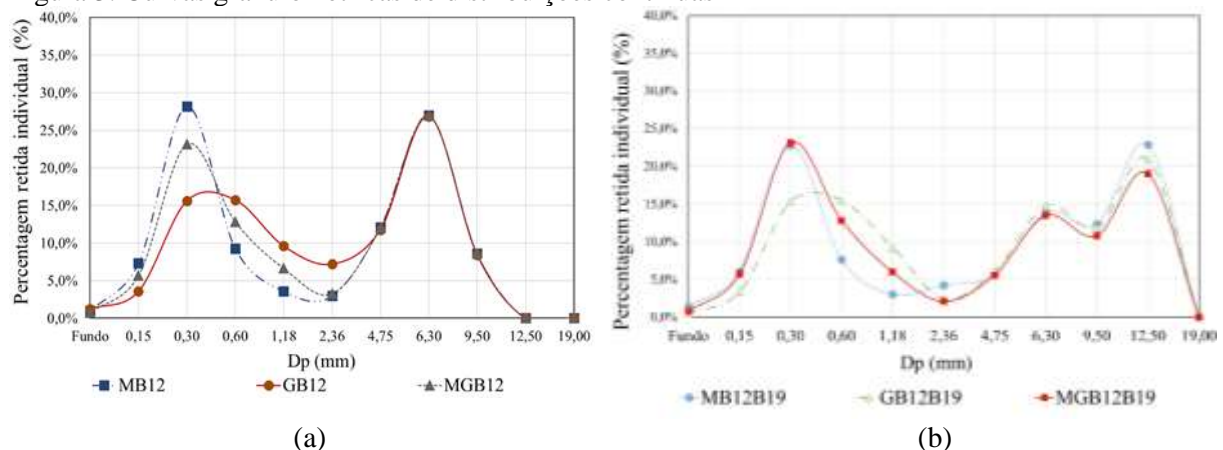 Percentagem retida individual (%)
40,0%
35,0%
30,0%
25,0%
20,0%
15,0%
10,0%
5,0%
0,0%
Fundo 0,15 0,30 0,60 1,18 2,36 4,75 6,30 9,50 12,50 19,00
Dp (mm)
MB12 GB12 MGB12
(a)
Percentagem retida individual (%)
40,0%
35,0%
30,0%
25,0%
20,0%
15,0%
10,0%
5,0%
0,0%
Fundo 0,15 0,30 0,60 1,18 2,36 4,75 6,30 9,50 12,50 19,00
Dp (mm)
MB12B19 GB12B19 MGB12B19
(b)